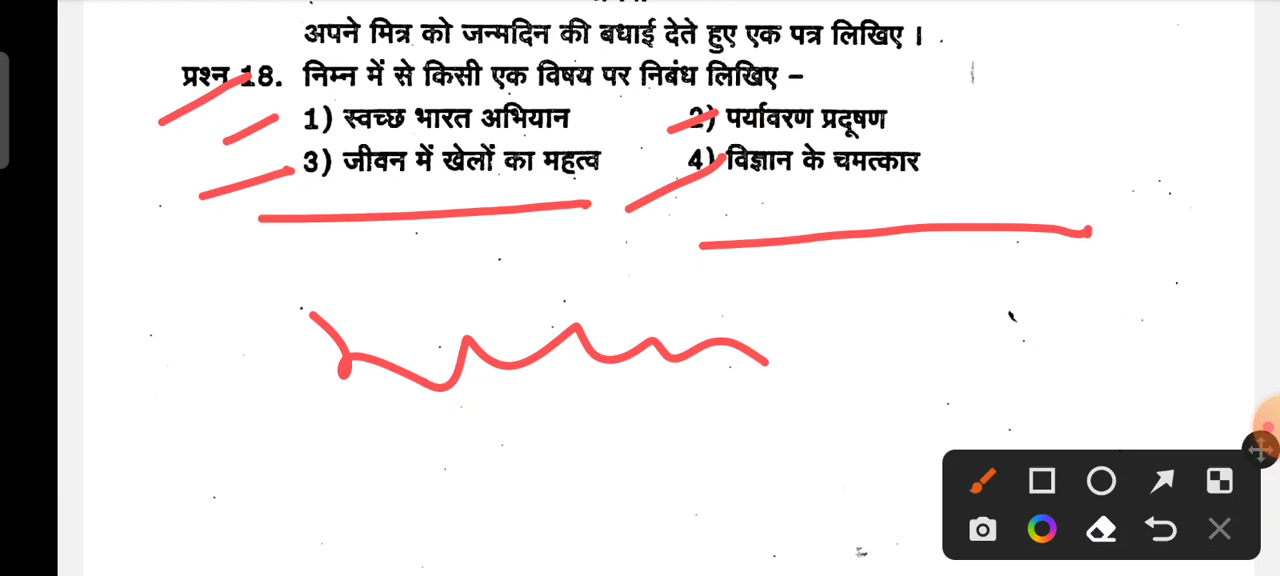 अपने मित्र को जन्मदिन की बधाई देते हुए एक पत्र लिखिए ।
प्रश्न 18. निम्न में से किसी एक विषय पर निबंध लिखिए –
1) स्वच्छ भारत अभियान 2) पर्यावरण प्रदूषण
3) जीवन में खेलों का महत्व 4) विज्ञान के चमत्कार